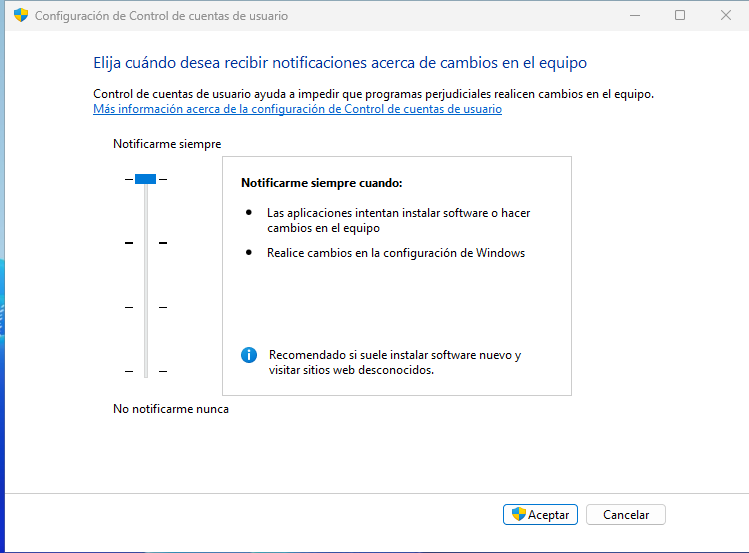 Configuración de Control de cuentas de usuario
Elija cuándo desea recibir notificaciones acerca de cambios en el equipo
Control de cuentas de usuario ayuda a impedir que programas perjudiciales realicen cambios en el equipo.
Más información acerca de la configuración de Control de cuentas de usuario
Notificarme siempre
Notificarme siempre cuando:
Las aplicaciones intentan instalar software o hacer
cambios en el equipo
Realice cambios en la configuración de Windows
Recomendado si suele instalar software nuevo y
visitar sitios web desconocidos.
No notificarme nunca
Aceptar
Cancelar